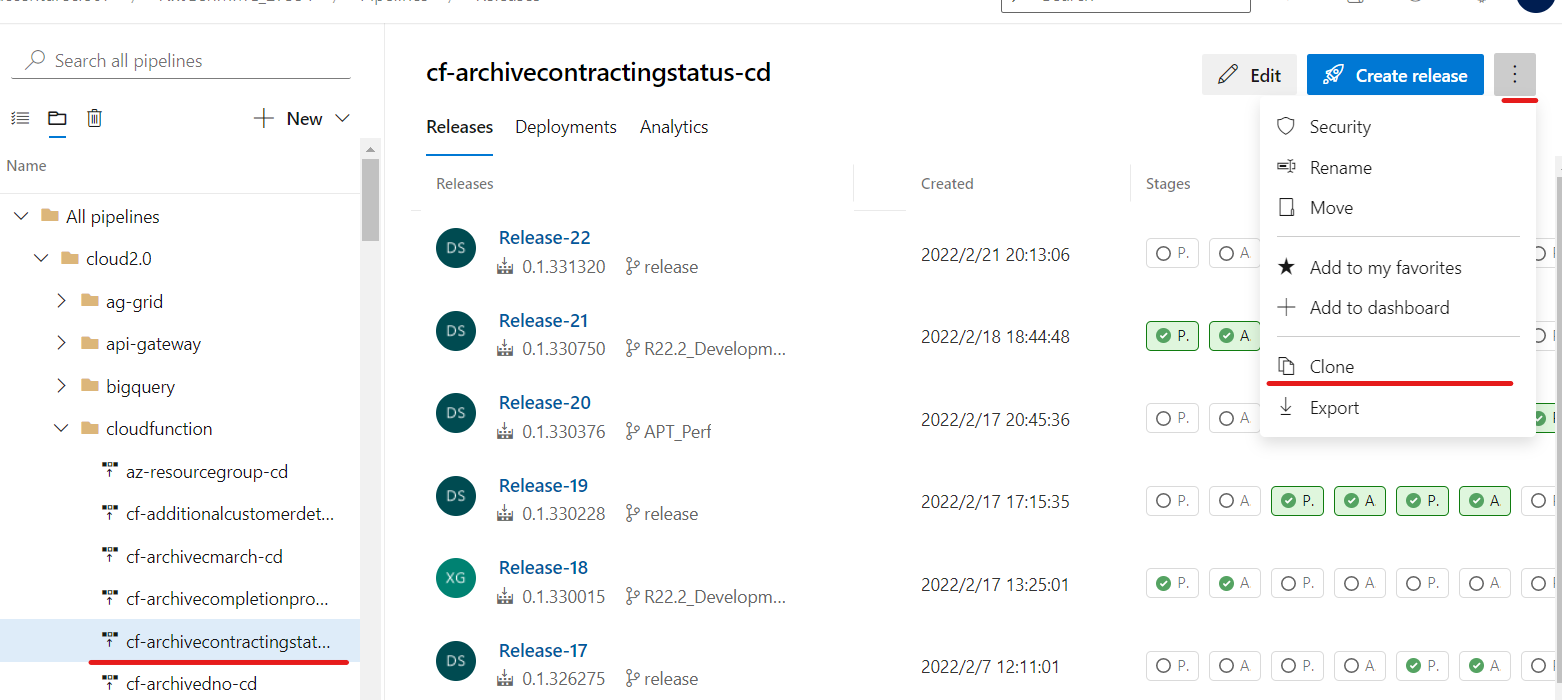 Search all pipelines
New
Name
All pipelines
cloud2.0
ag-grid
api-gateway
bigquery
cloudfunction
az-resourcegroup-cd
cf-additionalcustomerdet...
cf-archivecmarch-cd
cf-archivecompletionpro...
cf-archivecontractingstat...
cf-archivedno-cd
cf-archivecontractingstatus-cd
Edit
Create release
Releases Deployments Analytics
Releases Created Stages
DS Release-22
0.1.331320 release 2022/2/21 20:13:06 P. A
DS Release-21
0.1.330750 R22.2_Developm... 2022/2/18 18:44:48 P. A
DS Release-20
0.1.330376 APT_Perf 2022/2/17 20:45:36 P. A
DS Release-19
0.1.330228 release 2022/2/17 17:15:35 P. A P. A P. A
XG Release-18
0.1.330015 R22.2_Developm... 2022/2/17 13:25:01 P. A P. A P. A
DS Release-17
0.1.326275 release 2022/2/7 12:11:01 P. A P. A P. A
Security
Rename
Move
Add to my favorites
Add to dashboard
Clone
Export